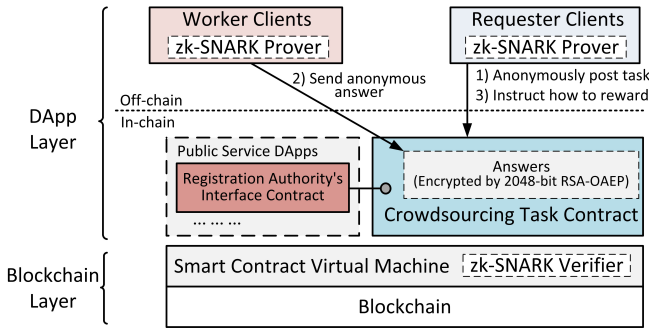 Worker Clients
zk-SNARK Prover
Requester Clients
zk-SNARK Prover
2) Send anonymous
answer
1) Anonymously post task
3) Instruct how to reward
DApp
Layer
Off-chain
In-chain
Public Service DApps
Registration Authority's
Interface Contract
... ... ...
Answers
(Encrypted by 2048-bit RSA-OAEP)
Crowdsourcing Task Contract
Blockchain
Layer
Smart Contract Virtual Machine
zk-SNARK Verifier
Blockchain